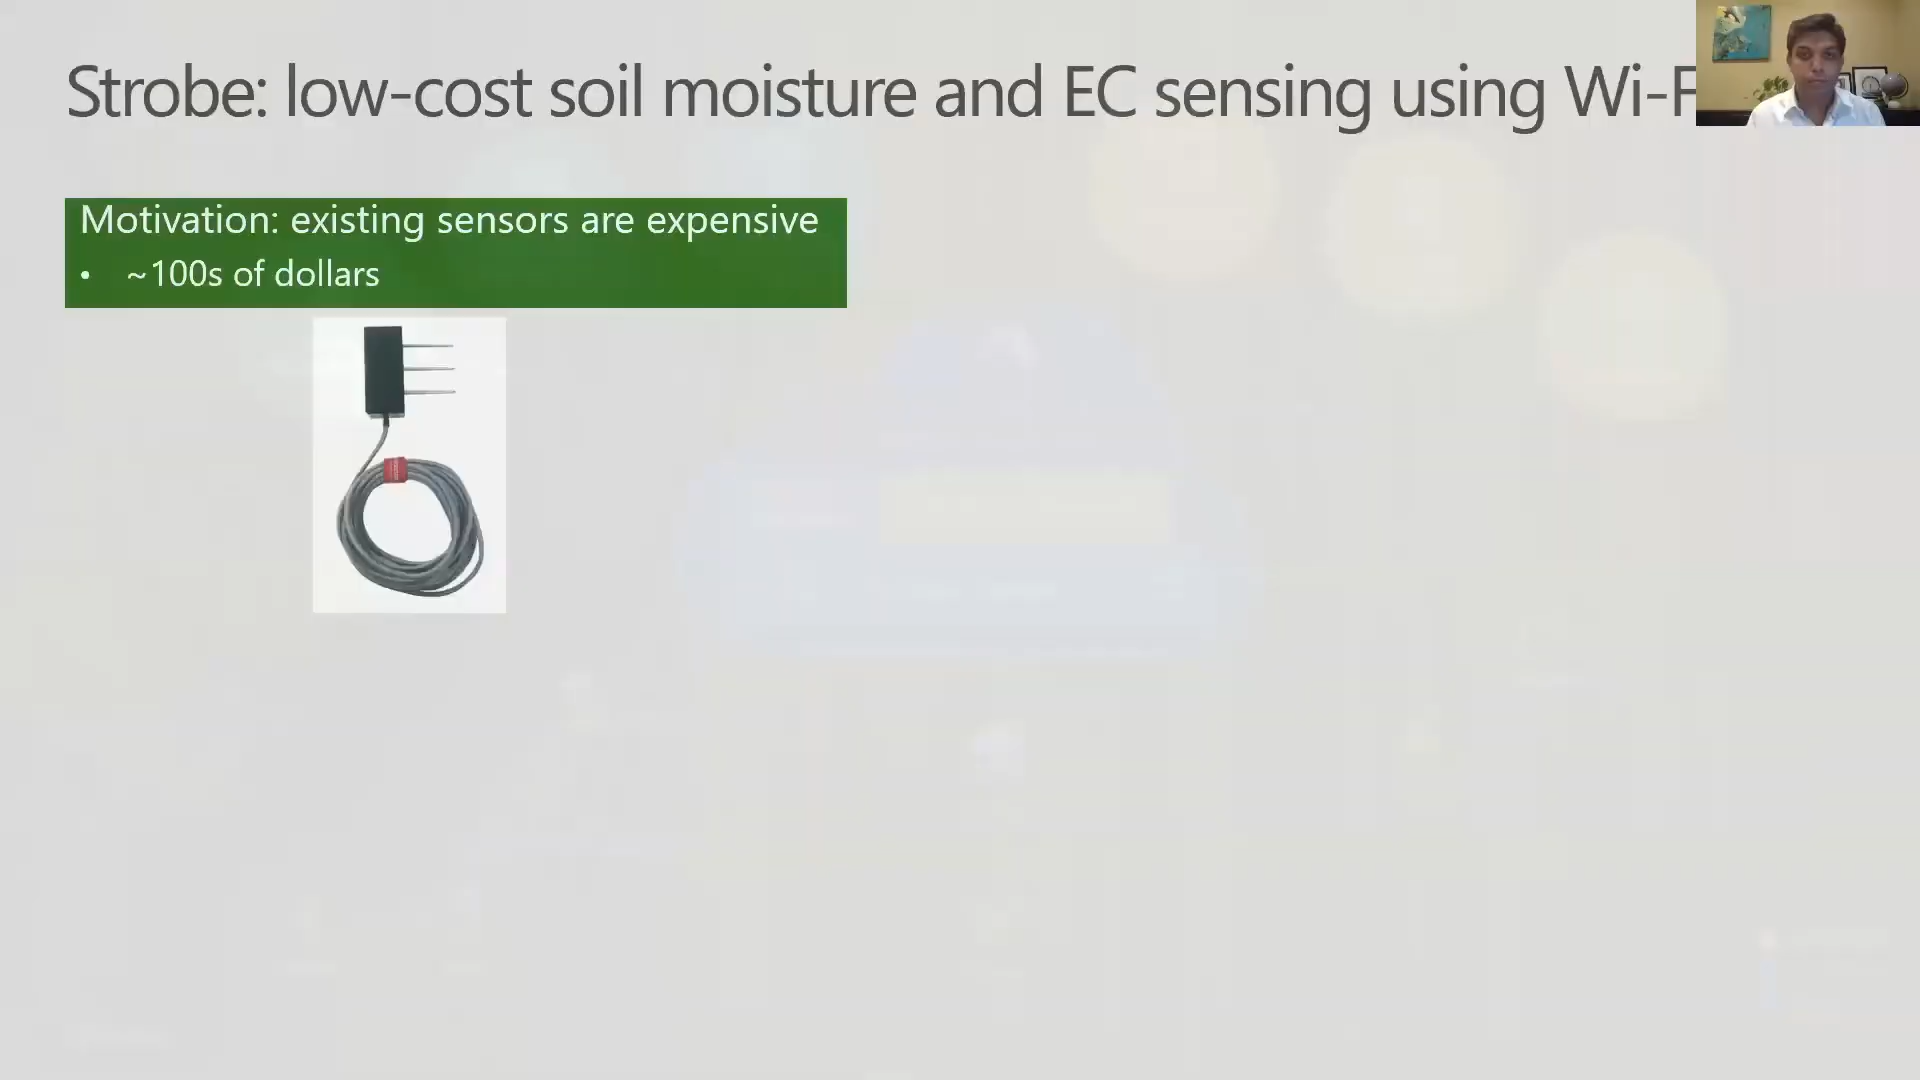 Strobe: low-cost soil moisture and EC sensing using Wi-F
Motivation: existing sensors are expensive
• ~100s of dollars